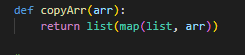 def copyArr(arr):
    return list(map(list, arr))